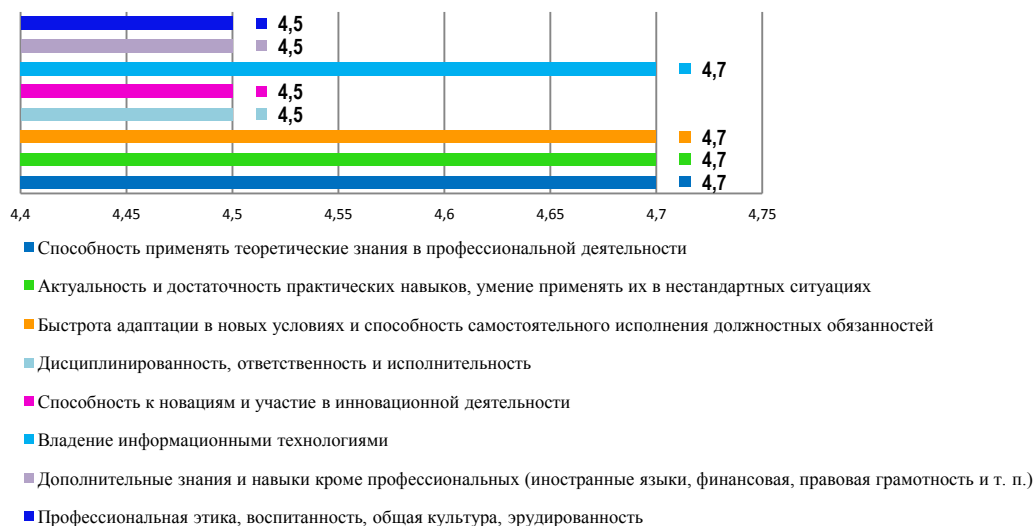 4,5
4,5
4,7
4,5
4,5
4,7
4,7
4,7
4,4 4,45 4,5 4,55 4,6 4,65 4,7 4,75
Способность применять теоретические знания в профессиональной деятельности
Актуальность и достаточность практических навыков, умение применять их в нестандартных ситуациях
Быстрота адаптации в новых условиях и способность самостоятельного исполнения должностных обязанностей
Дисциплинированность, ответственность и исполнительность
Способность к новациям и участие в инновационной деятельности
Владение информационными технологиями
Дополнительные знания и навыки кроме профессиональных (иностранные языки, финансовая, правовая грамотность и т. п.)
Профессиональная этика, воспитанность, общая культура, эрудированность